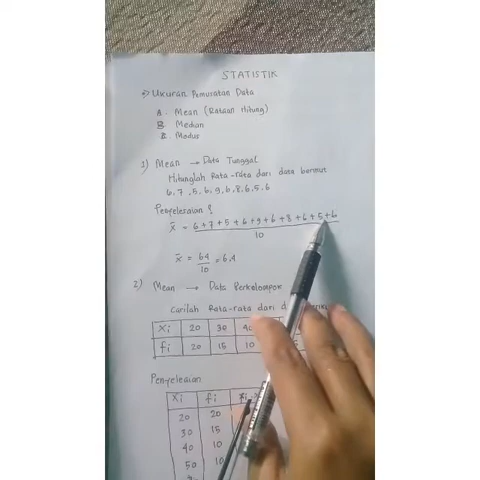 STATISTIK
Ukuran Pemusatan Data
A. Mean (Rataan Hitung)
B. Median
C. Modus
1) Mean → Data Tunggal
Hitunglah Rata-rata dari data berikut
6, 7, 5, 6, 9, 6, 8, 6, 5, 6
Penyelesaian
x̄ = 6 + 7 + 5 + 6 + 9 + 6 + 8 + 6 + 5 + 6
10
x̄ = 64 = 6.4
10
2) Mean → Data Berkelompok
Carilah Rata-rata dari
Xi 20 30 40
fi 20 15 10
Penyeleaian
Xi fi
20 20
30 15
40 10
50 10